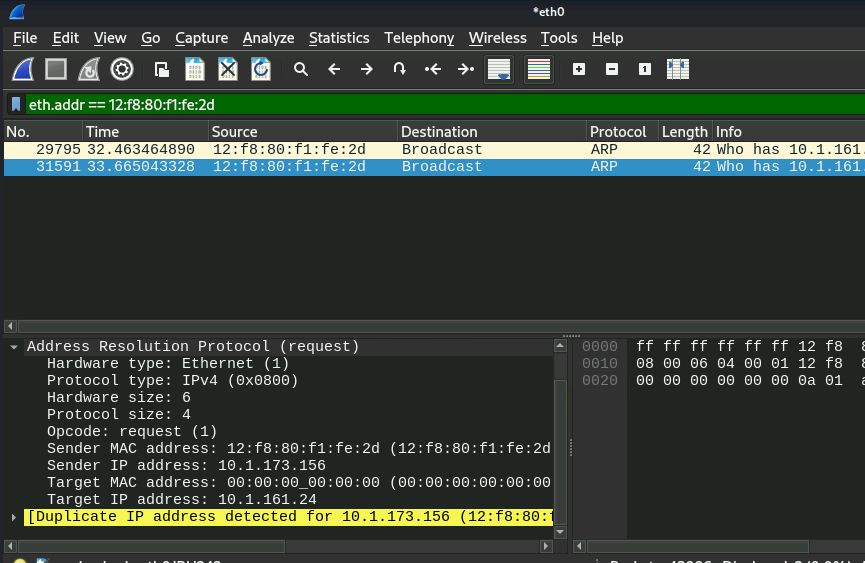 *eth0
File Edit View Go Capture Analyze Statistics Telephony Wireless Tools Help
eth.addr == 12:f8:80:f1:fe:2d
No. Time Source Destination Protocol Length Info
29795 32.463464890 12:f8:80:f1:fe:2d Broadcast ARP 42 Who has 10.1.161.
31591 33.665043328 12:f8:80:f1:fe:2d Broadcast ARP 42 Who has 10.1.161.
Address Resolution Protocol (request)
Hardware type: Ethernet (1)
Protocol type: IPv4 (0x0800)
Hardware size: 6
Protocol size: 4
Opcode: request (1)
Sender MAC address: 12:f8:80:f1:fe:2d (12:f8:80:f1:fe:2d
Sender IP address: 10.1.173.156
Target MAC address: 00:00:00_00:00:00 (00:00:00:00:00:00
Target IP address: 10.1.161.24
[Duplicate IP address detected for 10.1.173.156 (12:f8:80:f
0000 ff ff ff ff ff ff 12 f8 8
0010 08 00 06 04 00 01 12 f8 8
0020 00 00 00 00 00 00 0a 01 a